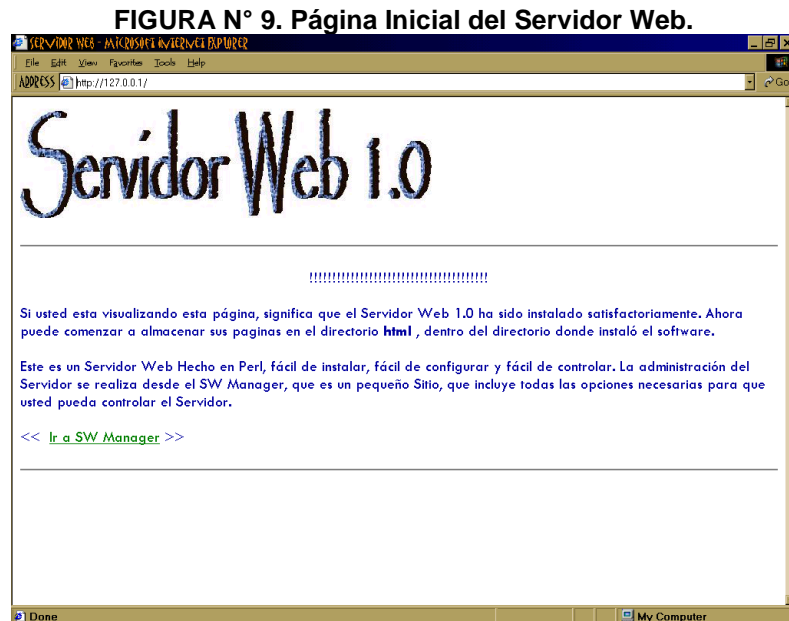 FIGURA N° 9. Página Inicial del Servidor Web.
SERVIDOR WEB - MICROSOFT INTERNET EXPLORER
File Edit View Favorites Tools Help
ADDRESS http://127.0.0.1/ Go
Servidor Web 1.0
!!!!!!!!!!!!!!!!!!!!!!!!!!!!!!!!!!!!!!!
Si usted esta visualizando esta página, significa que el Servidor Web 1.0 ha sido instalado satisfactoriamente. Ahora
puede comenzar a almacenar sus paginas en el directorio html , dentro del directorio donde instaló el software.
Este es un Servidor Web Hecho en Perl, fácil de instalar, fácil de configurar y fácil de controlar. La administración del
Servidor se realiza desde el SW Manager, que es un pequeño Sitio, que incluye todas las opciones necesarias para que
usted pueda controlar el Servidor.
<< Ir a SW Manager >>
Done My Computer